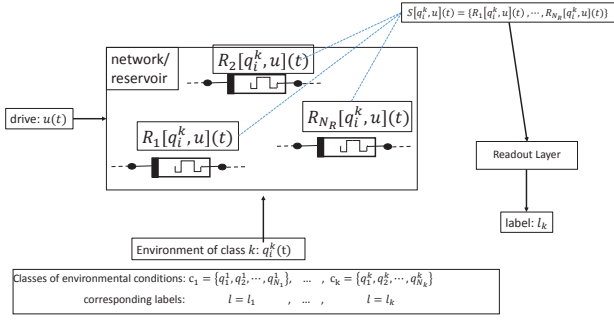 S[q_i^k, u](t) = {R_1[q_i^k, u](t), ⋯, R_{N_R}[q_i^k, u](t)}
network/
reservoir
R_2[q_i^k, u](t)
drive: u(t)
R_1[q_i^k, u](t)
R_{N_R}[q_i^k, u](t)
Readout Layer
label: l_k
Environment of class k: q_i^k(t)
Classes of environmental conditions: c_1 = {q_1^1, q_2^1, ⋯, q_{N_1}^1}, … , c_k = {q_1^k, q_2^k, ⋯, q_{N_k}^k}
corresponding labels: l = l_1 , … , l = l_k